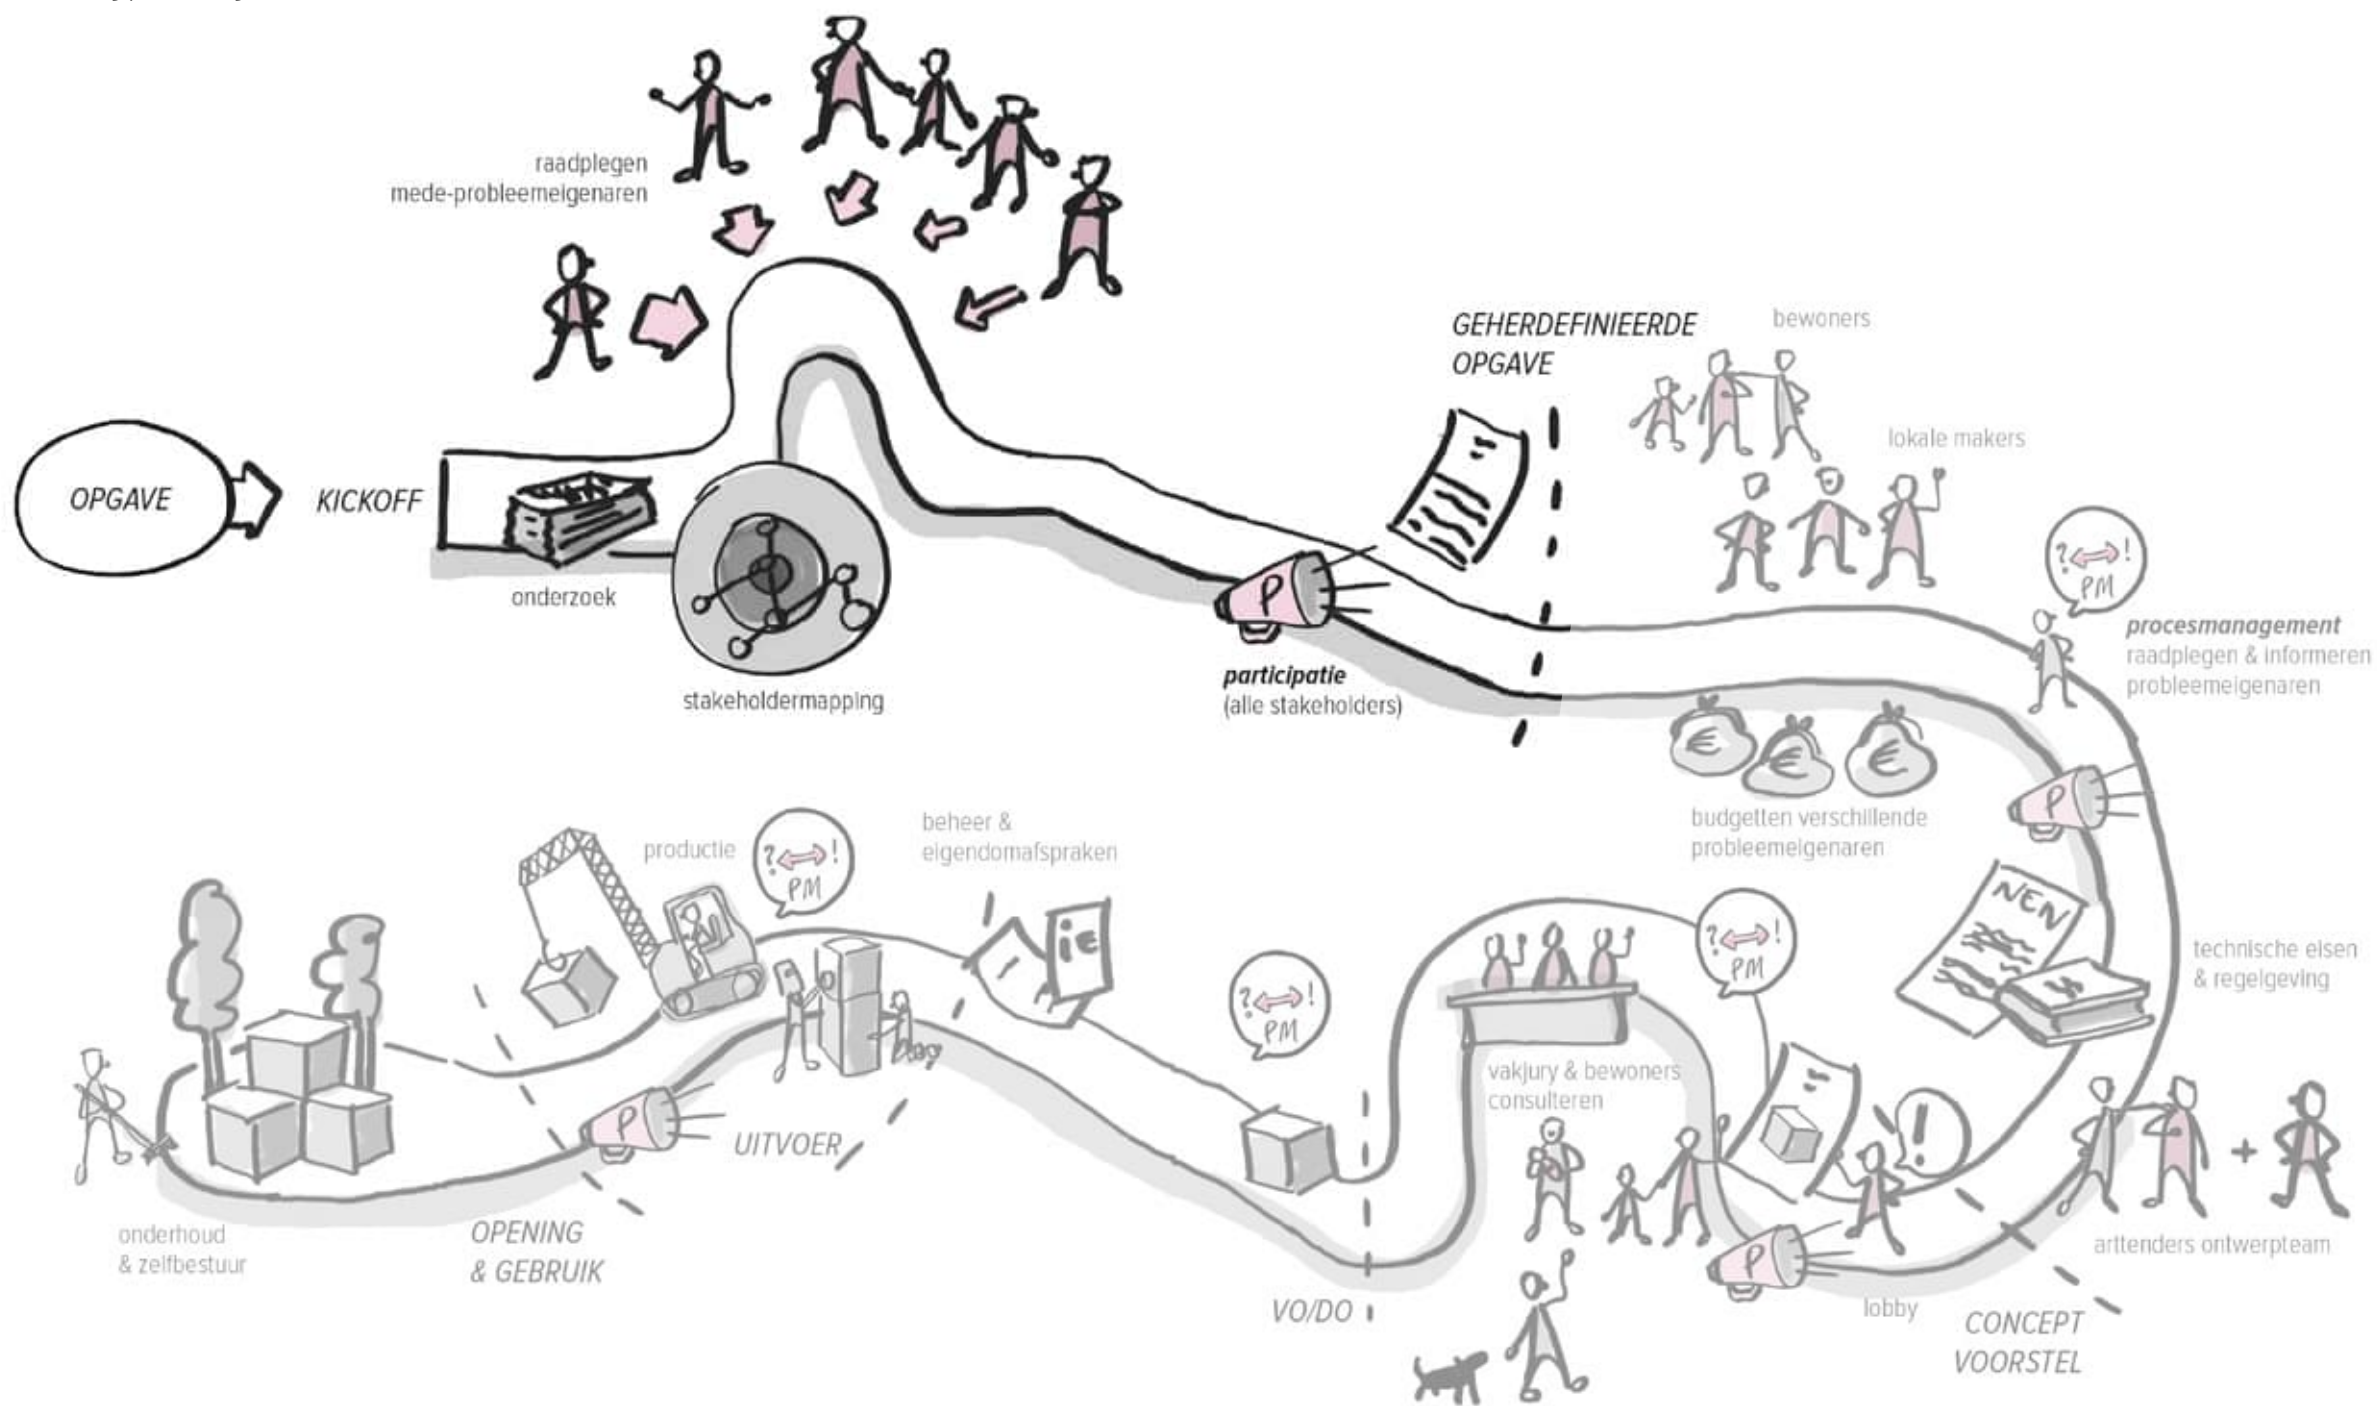 raadplegen
mede-probleemeigenaren
OPGAVE
KICKOFF
onderzoek
stakeholdermapping
P
participatie
(alle stakeholders)
GEHERDEFINIEERDE
OPGAVE
bewoners
lokale makers
? !
PM
procesmanagement
raadplegen & informeren
probleemeigenaren
€ € €
budgetten verschillende
probleemeigenaren
P
NEN
technische eisen
& regelgeving
arttenders ontwerpteam
+
CONCEPT
VOORSTEL
lobby
!
P
? !
PM
vakjury & bewoners
consulteren
VO/DO
? !
PM
beheer &
eigendomafspraken
i€
? !
PM
productie
UITVOER
P
OPENING
& GEBRUIK
onderhoud
& zelfbestuur